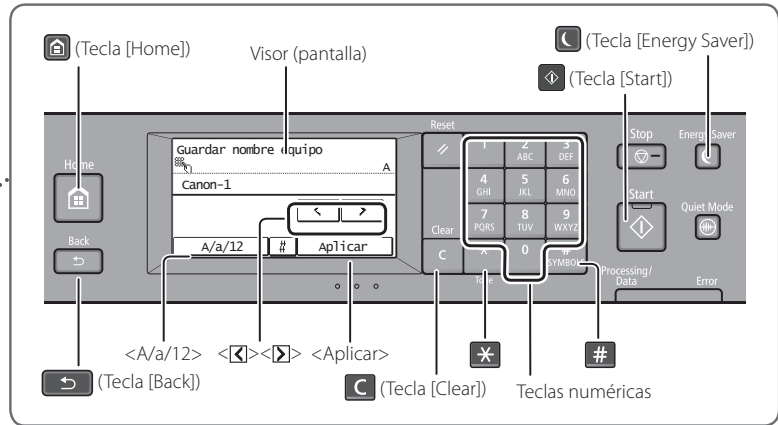 (Tecla [Home])
Visor (pantalla)
(Tecla [Energy Saver])
(Tecla [Start])
Reset
Stop
Energy Saver
Home
Guardar nombre equipo
A
Canon-1
< >
A/a/12 # Aplicar
1
2 ABC
3 DEF
4 GHI
5 JKL
6 MNO
7 PQRS
8 TUV
9 WXYZ
0
# SYMBOLS
Tone
Clear
C
Start
Quiet Mode
Back
Processing/
Data
Error
<A/a/12>
<<><>>
<Aplicar>
(Tecla [Back])
C (Tecla [Clear])
#
Teclas numéricas